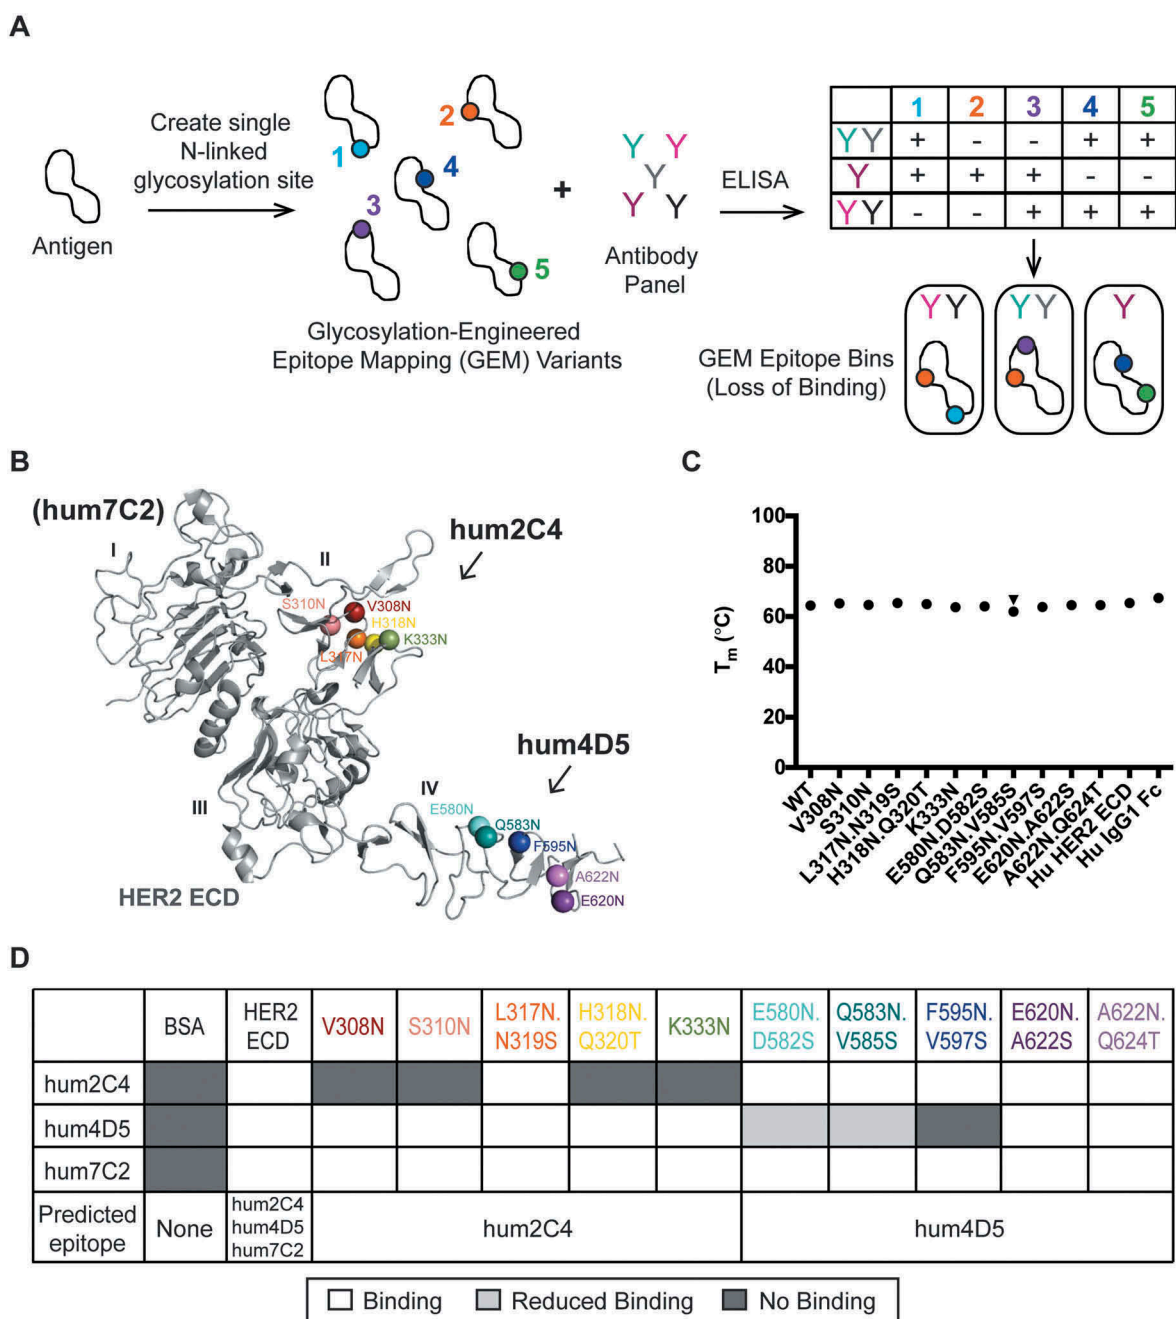 A
Create single
N-linked
glycosylation site
Antigen
1
2
3
4
5
Glycosylation-Engineered
Epitope Mapping (GEM) Variants
+
Antibody
Panel
ELISA
1 2 3 4 5
+ - - + +
+ + + - -
- - + + +
GEM Epitope Bins
(Loss of Binding)
B
(hum7C2)
hum2C4
I
II
S310N
V308N
H318N
L317N
K333N
hum4D5
III
IV
E580N
Q583N
F595N
A622N
E620N
HER2 ECD
C
Tm (°C)
100
80
60
40
20
0
WT
V308N
S310N
L317N.N319S
H318N.Q320T
K333N
E580N.D582S
Q583N.V585S
F595N.V597S
E620N.A622S
A622N.Q624T
Hu HER2 ECD
Hu IgG1 Fc
D
BSA HER2 ECD V308N S310N L317N.N319S H318N.Q320T K333N E580N.D582S Q583N.V585S F595N.V597S E620N.A622S A622N.Q624T
hum2C4
hum4D5
hum7C2
Predicted epitope None hum2C4 hum4D5 hum7C2 hum2C4 hum4D5
Binding Reduced Binding No Binding